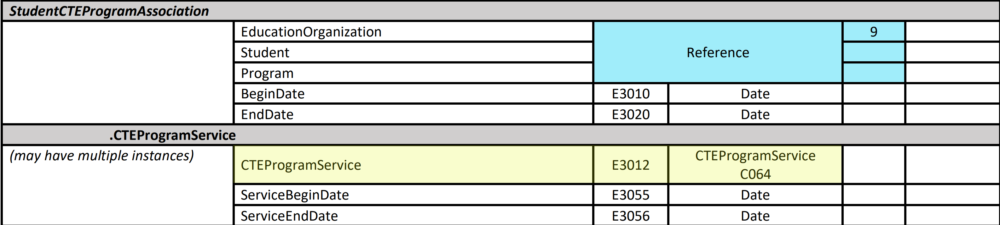 StudentCTEProgramAssociation
EducationOrganization
Reference
9
Student
Program
BeginDate E3010 Date
EndDate E3020 Date
.CTEProgramService
(may have multiple instances)
CTEProgramService E3012 CTEProgramService
C064
ServiceBeginDate E3055 Date
ServiceEndDate E3056 Date